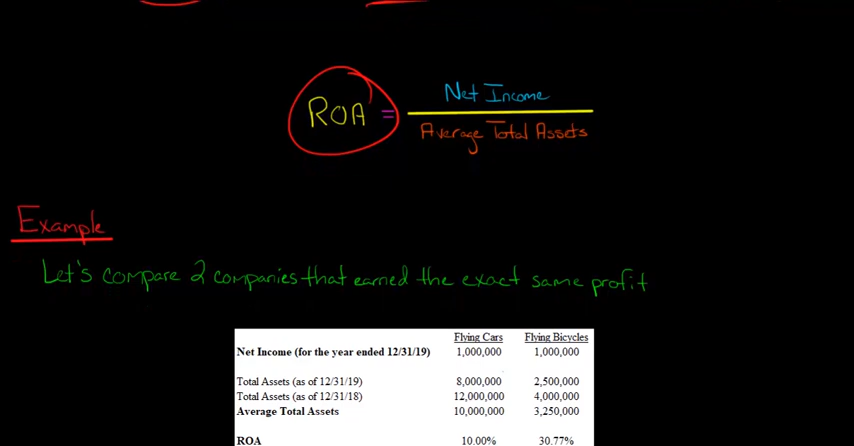 Net Income
ROA =
Average Total Assets
Example
Let's compare 2 companies that earned the exact same profit
Flying Cars Flying Bicycles
Net Income (for the year ended 12/31/19) 1,000,000 1,000,000
Total Assets (as of 12/31/19) 8,000,000 2,500,000
Total Assets (as of 12/31/18) 12,000,000 4,000,000
Average Total Assets 10,000,000 3,250,000
ROA 10.00% 30.77%